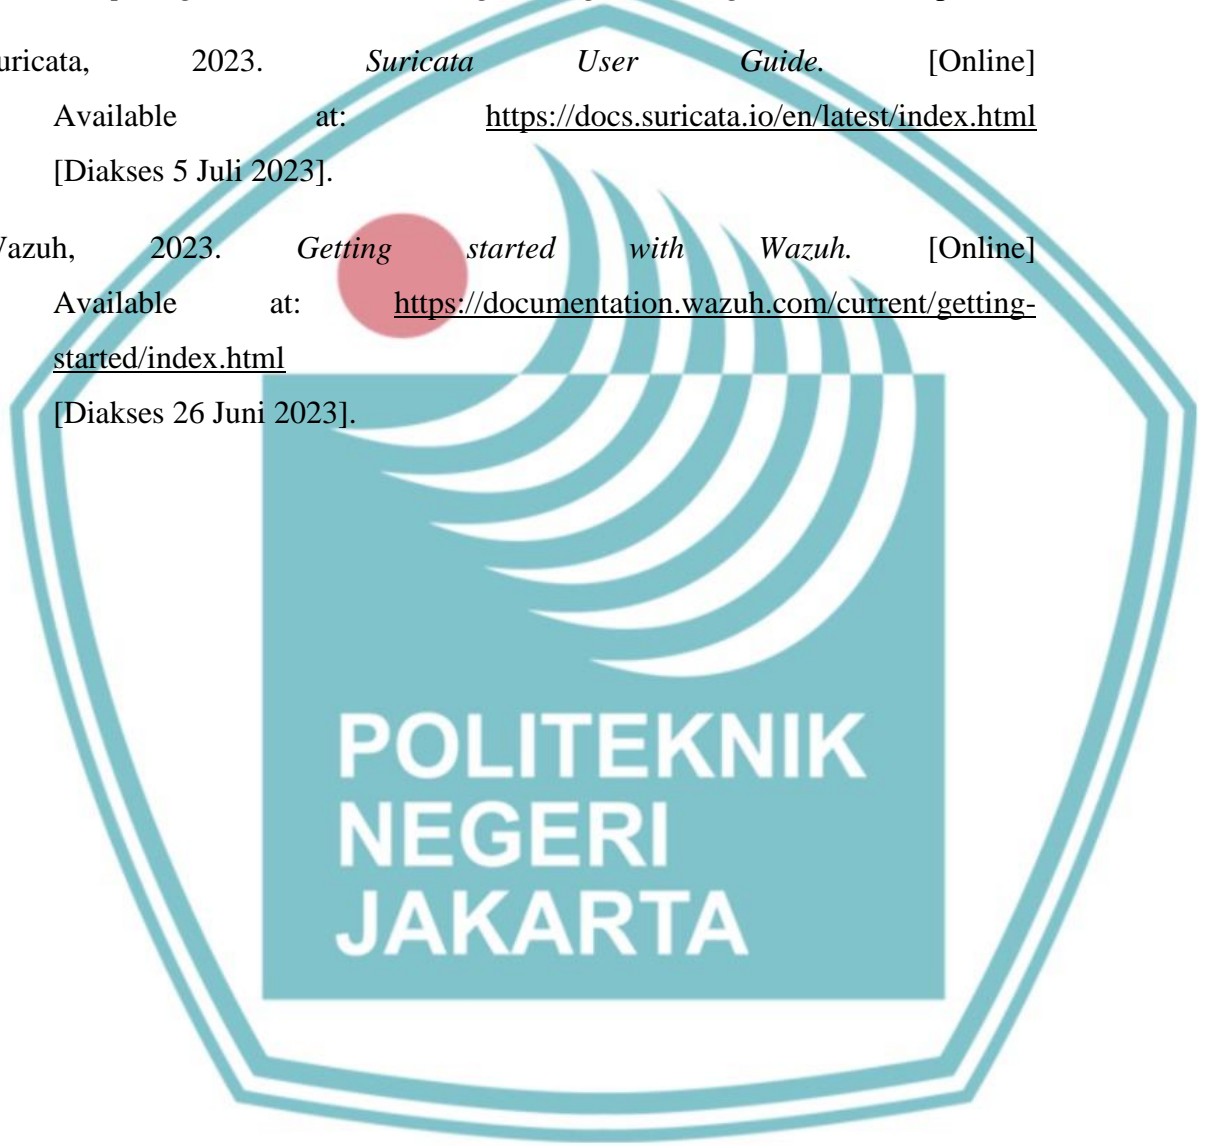 uricata, 2023. Suricata User Guide. [Online]
Available at: https://docs.suricata.io/en/latest/index.html
[Diakses 5 Juli 2023].
Wazuh, 2023. Getting started with Wazuh. [Online]
Available at: https://documentation.wazuh.com/current/getting-
started/index.html
[Diakses 26 Juni 2023].
POLITEKNIK
NEGERI
JAKARTA